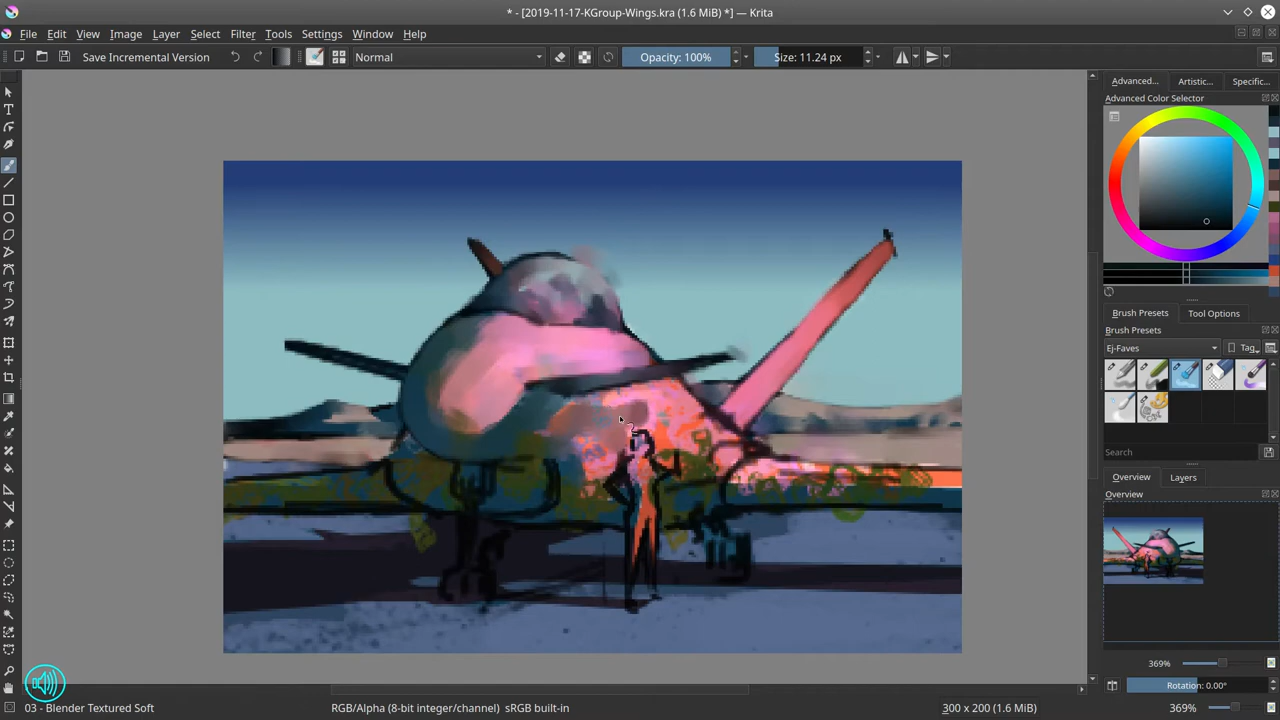 * - [2019-11-17-KGroup-Wings.kra (1.6 MiB) *] — Krita
File Edit View Image Layer Select Filter Tools Settings Window Help
Save Incremental Version Normal Opacity: 100% Size: 11.24 px
Advanced... Artistic... Specific...
Advanced Color Selector
Brush Presets Tool Options
Brush Presets
Ej-Faves Tag
Search
Overview Layers
Overview
369%
Rotation: 0.00°
03 - Blender Textured Soft RGB/Alpha (8-bit integer/channel) sRGB built-in 300 x 200 (1.6 MiB) 369%